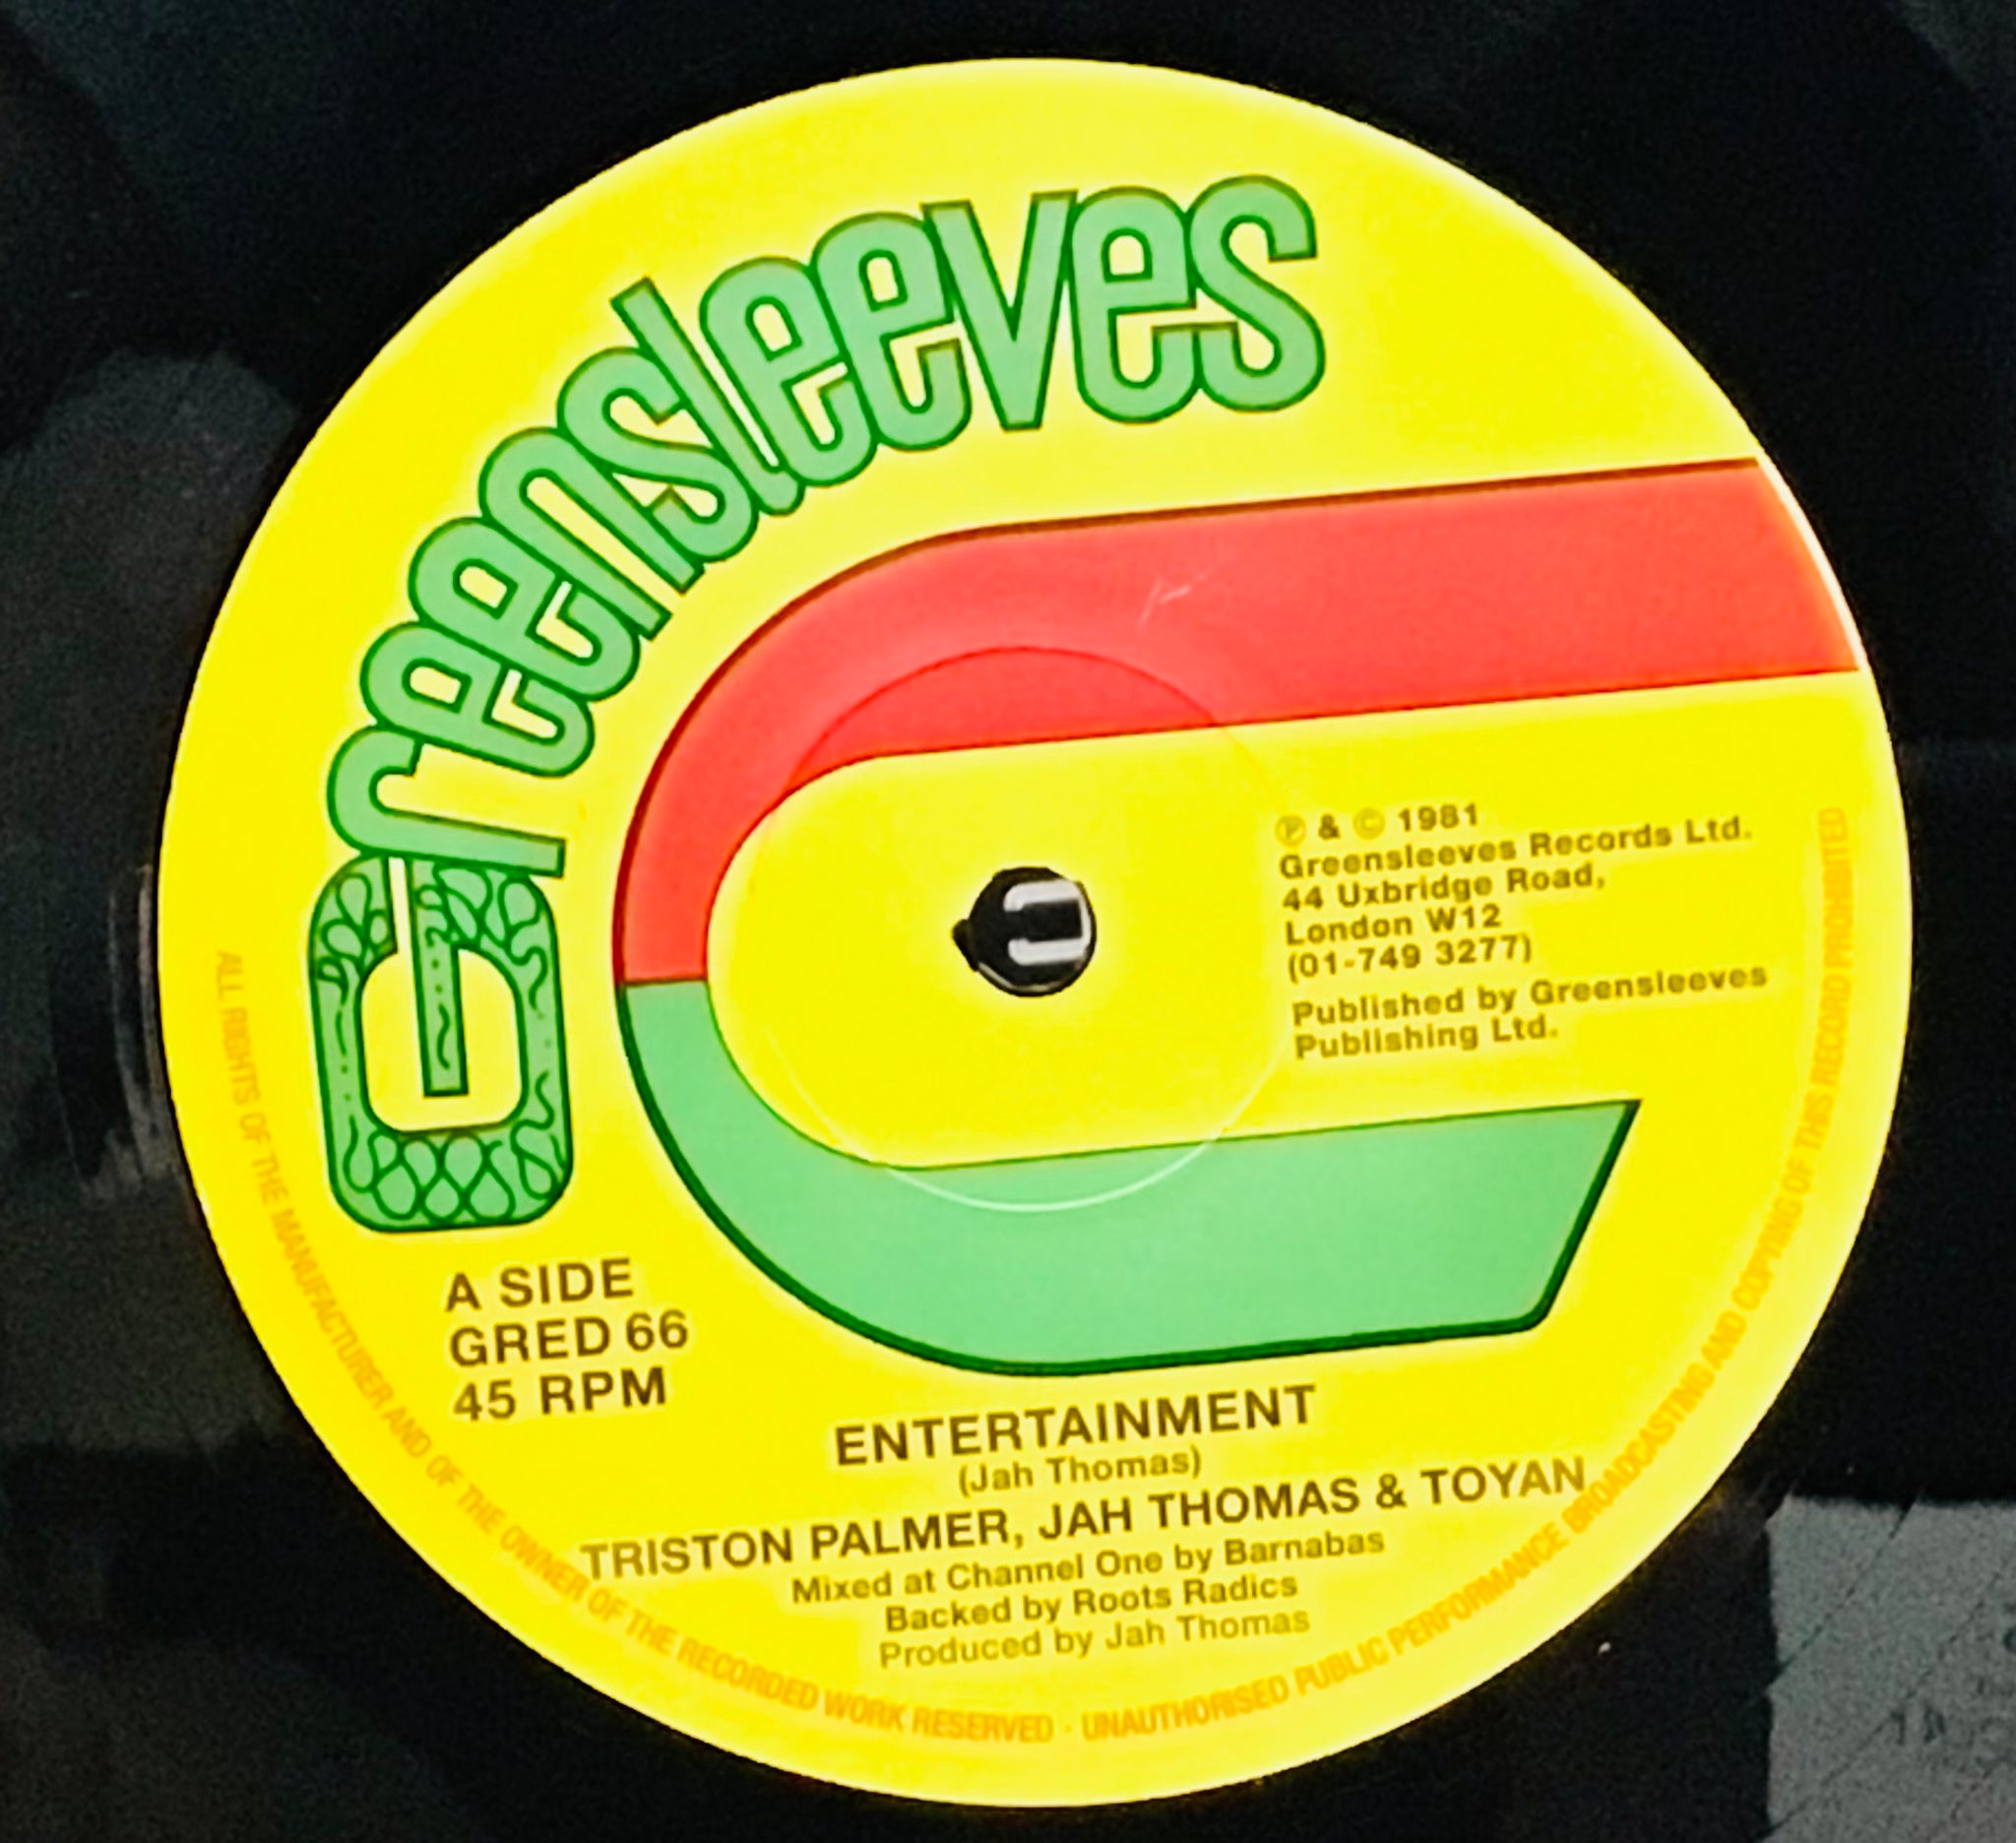 Greensleeves
℗ & © 1981
Greensleeves Records Ltd.
44 Uxbridge Road,
London W12
(01-749 3277)
Published by Greensleeves
Publishing Ltd.
A SIDE
GRED 66
45 RPM
ENTERTAINMENT
(Jah Thomas)
TRISTON PALMER, JAH THOMAS & TOYAN
Mixed at Channel One by Barnabas
Backed by Roots Radics
Produced by Jah Thomas
ALL RIGHTS OF THE MANUFACTURER AND OF THE OWNER OF THE RECORDED WORK RESERVED · UNAUTHORISED PUBLIC PERFORMANCE BROADCASTING AND COPYING OF THIS RECORD PROHIBITED